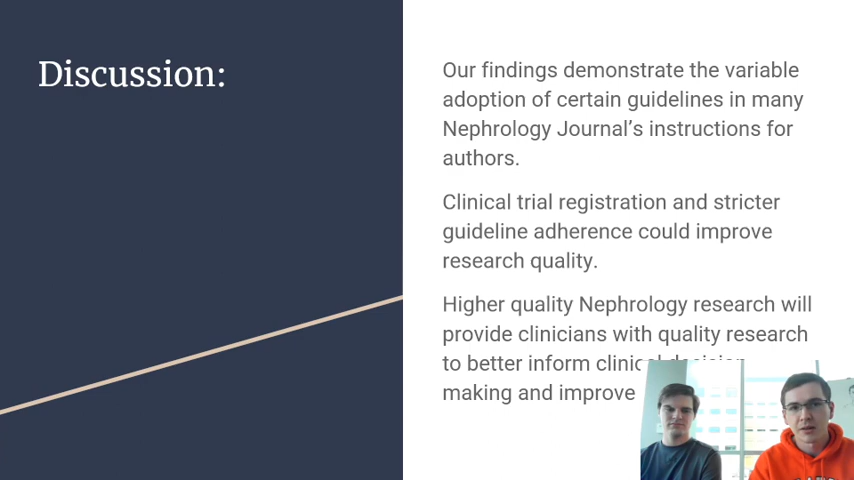 Discussion:
Our findings demonstrate the variable
adoption of certain guidelines in many
Nephrology Journal’s instructions for
authors.
Clinical trial registration and stricter
guideline adherence could improve
research quality.
Higher quality Nephrology research will
provide clinicians with quality research
to better inform clinical decision
making and improve